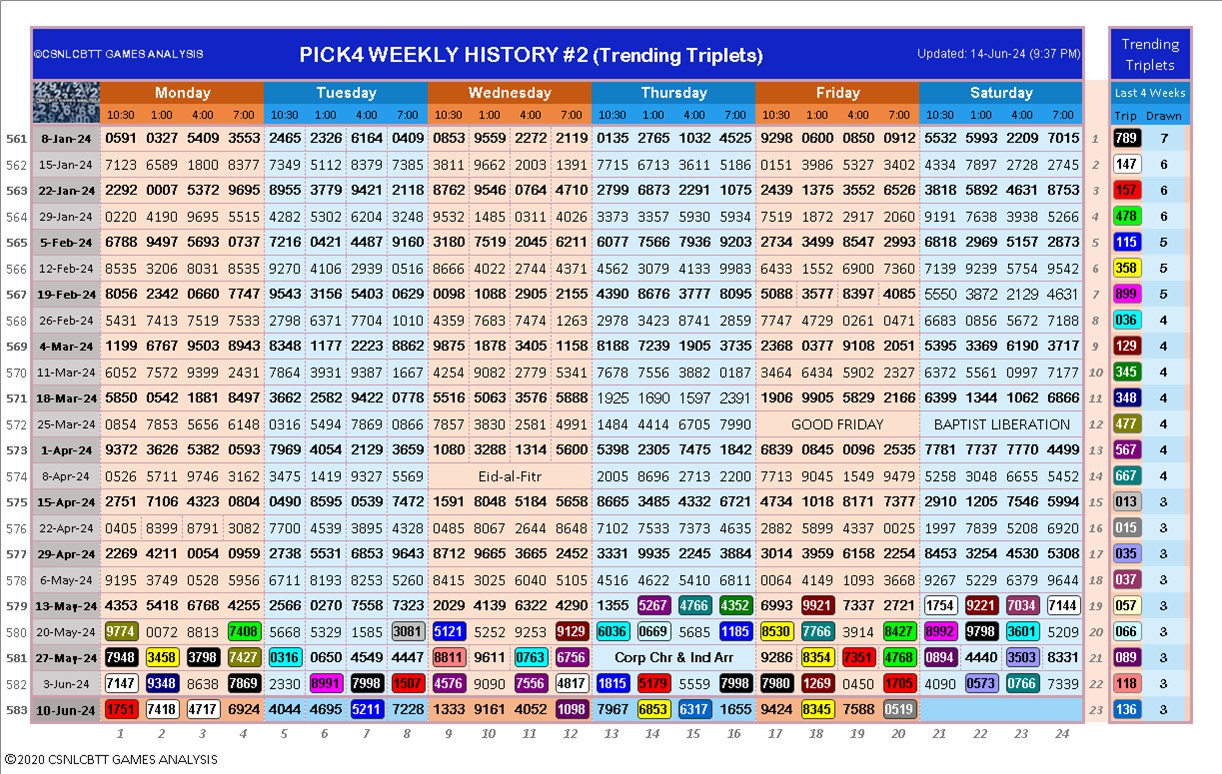 ©CSNLCBTT GAMES ANALYSIS PICK4 WEEKLY HISTORY #2 (Trending Triplets) Updated: 14-Jun-24 (9:37 PM) Trending Triplets
Monday Tuesday Wednesday Thursday Friday Saturday Last 4 Weeks
10:30 1:00 4:00 7:00 10:30 1:00 4:00 7:00 10:30 1:00 4:00 7:00 10:30 1:00 4:00 7:00 10:30 1:00 4:00 7:00 10:30 1:00 4:00 7:00 Trip Drawn
561 8-Jan-24 0591 0327 5409 3553 2465 2326 6164 0409 0853 9559 2272 2119 0135 2765 1032 4525 9298 0600 0850 0912 5532 5993 2209 7015 1 789 7
562 15-Jan-24 7123 6589 1800 8377 7349 5112 8379 7385 9811 9662 2003 1391 7715 6713 3611 5186 0151 3986 5327 3402 4334 7897 2728 2745 2 147 6
563 22-Jan-24 2292 0007 5372 9695 8955 3779 9421 2118 8762 9546 0764 4710 2799 6873 2291 1075 2439 1375 3552 6526 3818 5892 4631 8753 3 157 6
564 29-Jan-24 0220 4190 9695 5515 4282 5302 6204 3248 9532 1485 0311 4026 3373 3357 5930 5934 7519 1872 2917 2060 9191 7638 3938 5266 4 478 6
565 5-Feb-24 6788 9497 5693 0737 7216 0421 4487 9160 3180 7519 2045 6211 6077 7566 7936 9203 2734 3499 8547 2993 6818 2969 5157 2873 5 115 5
566 12-Feb-24 8535 3206 8031 8535 9270 4106 2939 0516 8666 4022 2744 4371 4562 3079 4133 9983 6433 1552 6900 7360 7139 9239 5754 9542 6 358 5
567 19-Feb-24 8056 2342 0660 7747 9543 3156 5403 0629 5098 1088 2905 2155 4390 8676 3777 8095 5088 3577 8397 4085 5550 3872 2129 4631 7 899 5
568 26-Feb-24 5431 7413 7519 7533 2798 6371 7704 1010 4359 7683 7474 1263 2978 3423 8741 2859 7747 4729 0261 0471 6683 0856 5672 7188 8 036 4
569 4-Mar-24 1199 6767 9503 8943 8348 1177 2223 8862 9875 1878 3405 1158 8188 7239 1905 3735 2368 0377 9108 2051 5395 3369 6190 3717 9 129 4
570 11-Mar-24 6052 7572 9399 2431 7864 3931 9387 1667 4254 9082 2779 5341 7678 7556 3882 0187 3464 6434 5902 2327 6372 5561 0997 7177 10 345 4
571 18-Mar-24 5850 0542 1881 8497 3662 2582 9422 0778 5516 5063 3576 5888 1925 1690 1597 2391 1906 9905 5829 2166 6399 1344 1062 6866 11 348 4
572 25-Mar-24 0854 7853 5656 6148 0316 5494 7869 0866 7857 3830 2581 4991 1484 4414 6705 7990 GOOD FRIDAY BAPTIST LIBERATION 12 477 4
573 1-Apr-24 9372 3626 5382 0593 7969 4054 2129 3659 1080 3288 1314 5600 5398 2305 7475 1842 6839 0845 0096 2535 7781 7737 7770 4499 13 567 4
574 8-Apr-24 0526 5711 9746 3162 3475 1419 9327 5569 Eid-al-Fitr 2005 8696 2713 2200 7713 9045 1549 9479 5258 3048 6655 5452 14 667 4
575 15-Apr-24 2751 7106 4323 0804 0490 8595 0539 7472 1591 8048 5184 5658 8665 3485 4332 6721 4734 1018 8171 7377 2910 1205 7546 5994 15 013 3
576 22-Apr-24 0405 8399 8791 3082 7700 4539 3895 4328 0485 8067 2644 8648 7102 7533 7373 4635 2882 5899 4337 0025 1997 7839 5208 6920 16 015 3
577 29-Apr-24 2269 4211 0054 0959 2738 5531 6853 9643 8712 9665 3665 2452 3331 9935 2245 3884 3014 3959 6158 2254 8453 3254 4530 5308 17 035 3
578 6-May-24 9195 3749 0528 5956 6711 8193 8253 5260 8415 3025 6040 5105 4516 4622 5410 6811 0064 4149 1093 3668 9267 5229 6379 9644 18 037 3
579 13-May-24 4353 5418 6768 4255 2566 0270 7558 7323 2029 4139 6322 4290 1355 5267 4766 4352 6993 9921 7337 2721 1754 9221 7034 7144 19 057 3
580 20-May-24 9774 0072 8813 7408 5668 5329 1585 3081 5121 5252 9253 9129 6036 0669 5685 1185 8530 7766 3914 8427 8992 9798 3601 5209 20 066 3
581 27-May-24 7948 3458 3798 7427 0316 0650 4549 4447 8811 9611 0763 6756 Corp Chr & Ind Arr 9286 8354 7351 4768 0894 4440 3503 8331 21 089 3
582 3-Jun-24 7147 9348 8638 7869 2330 8991 7998 1507 4576 9090 7556 4817 1815 5179 5559 7998 7980 1269 0450 1705 4090 0573 0766 7339 22 118 3
583 10-Jun-24 1751 7418 4717 6924 4044 4695 5211 7228 1333 9161 4052 1098 7967 6853 6317 1655 9424 8345 7588 0519 23 136 3
1 2 3 4 5 6 7 8 9 10 11 12 13 14 15 16 17 18 19 20 21 22 23 24
©2020 CSNLCBTT GAMES ANALYSIS